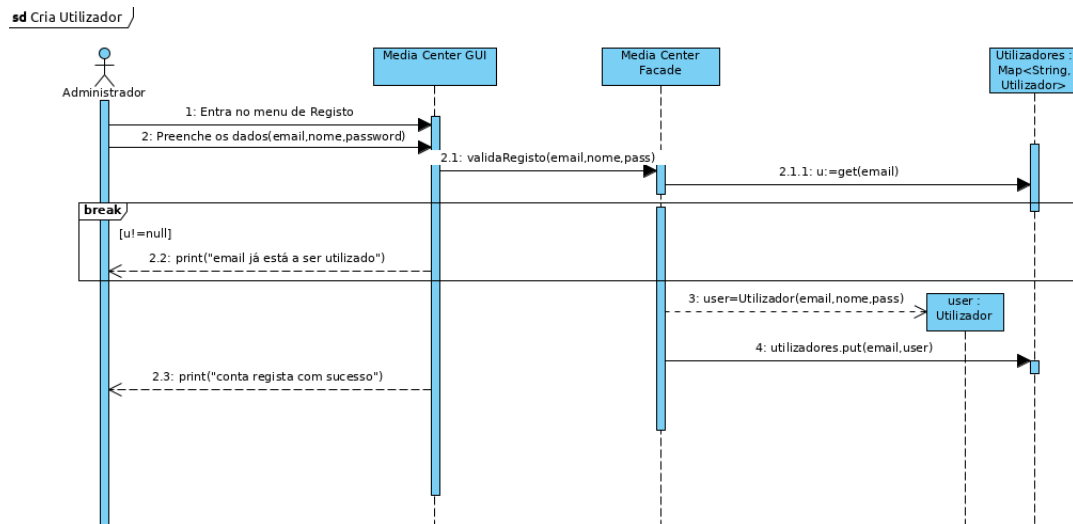 sd Cria Utilizador
Media Center GUI
Media Center
Facade
Utilizadores :
Map<String,
Utilizador>
Administrador
1: Entra no menu de Registo
2: Preenche os dados(email,nome,password)
2.1: validaRegisto(email,nome,pass)
2.1.1: u:=get(email)
break
[u!=null]
2.2: print("email já está a ser utilizado")
3: user=Utilizador(email,nome,pass)
user :
Utilizador
4: utilizadores.put(email,user)
2.3: print("conta regista com sucesso")